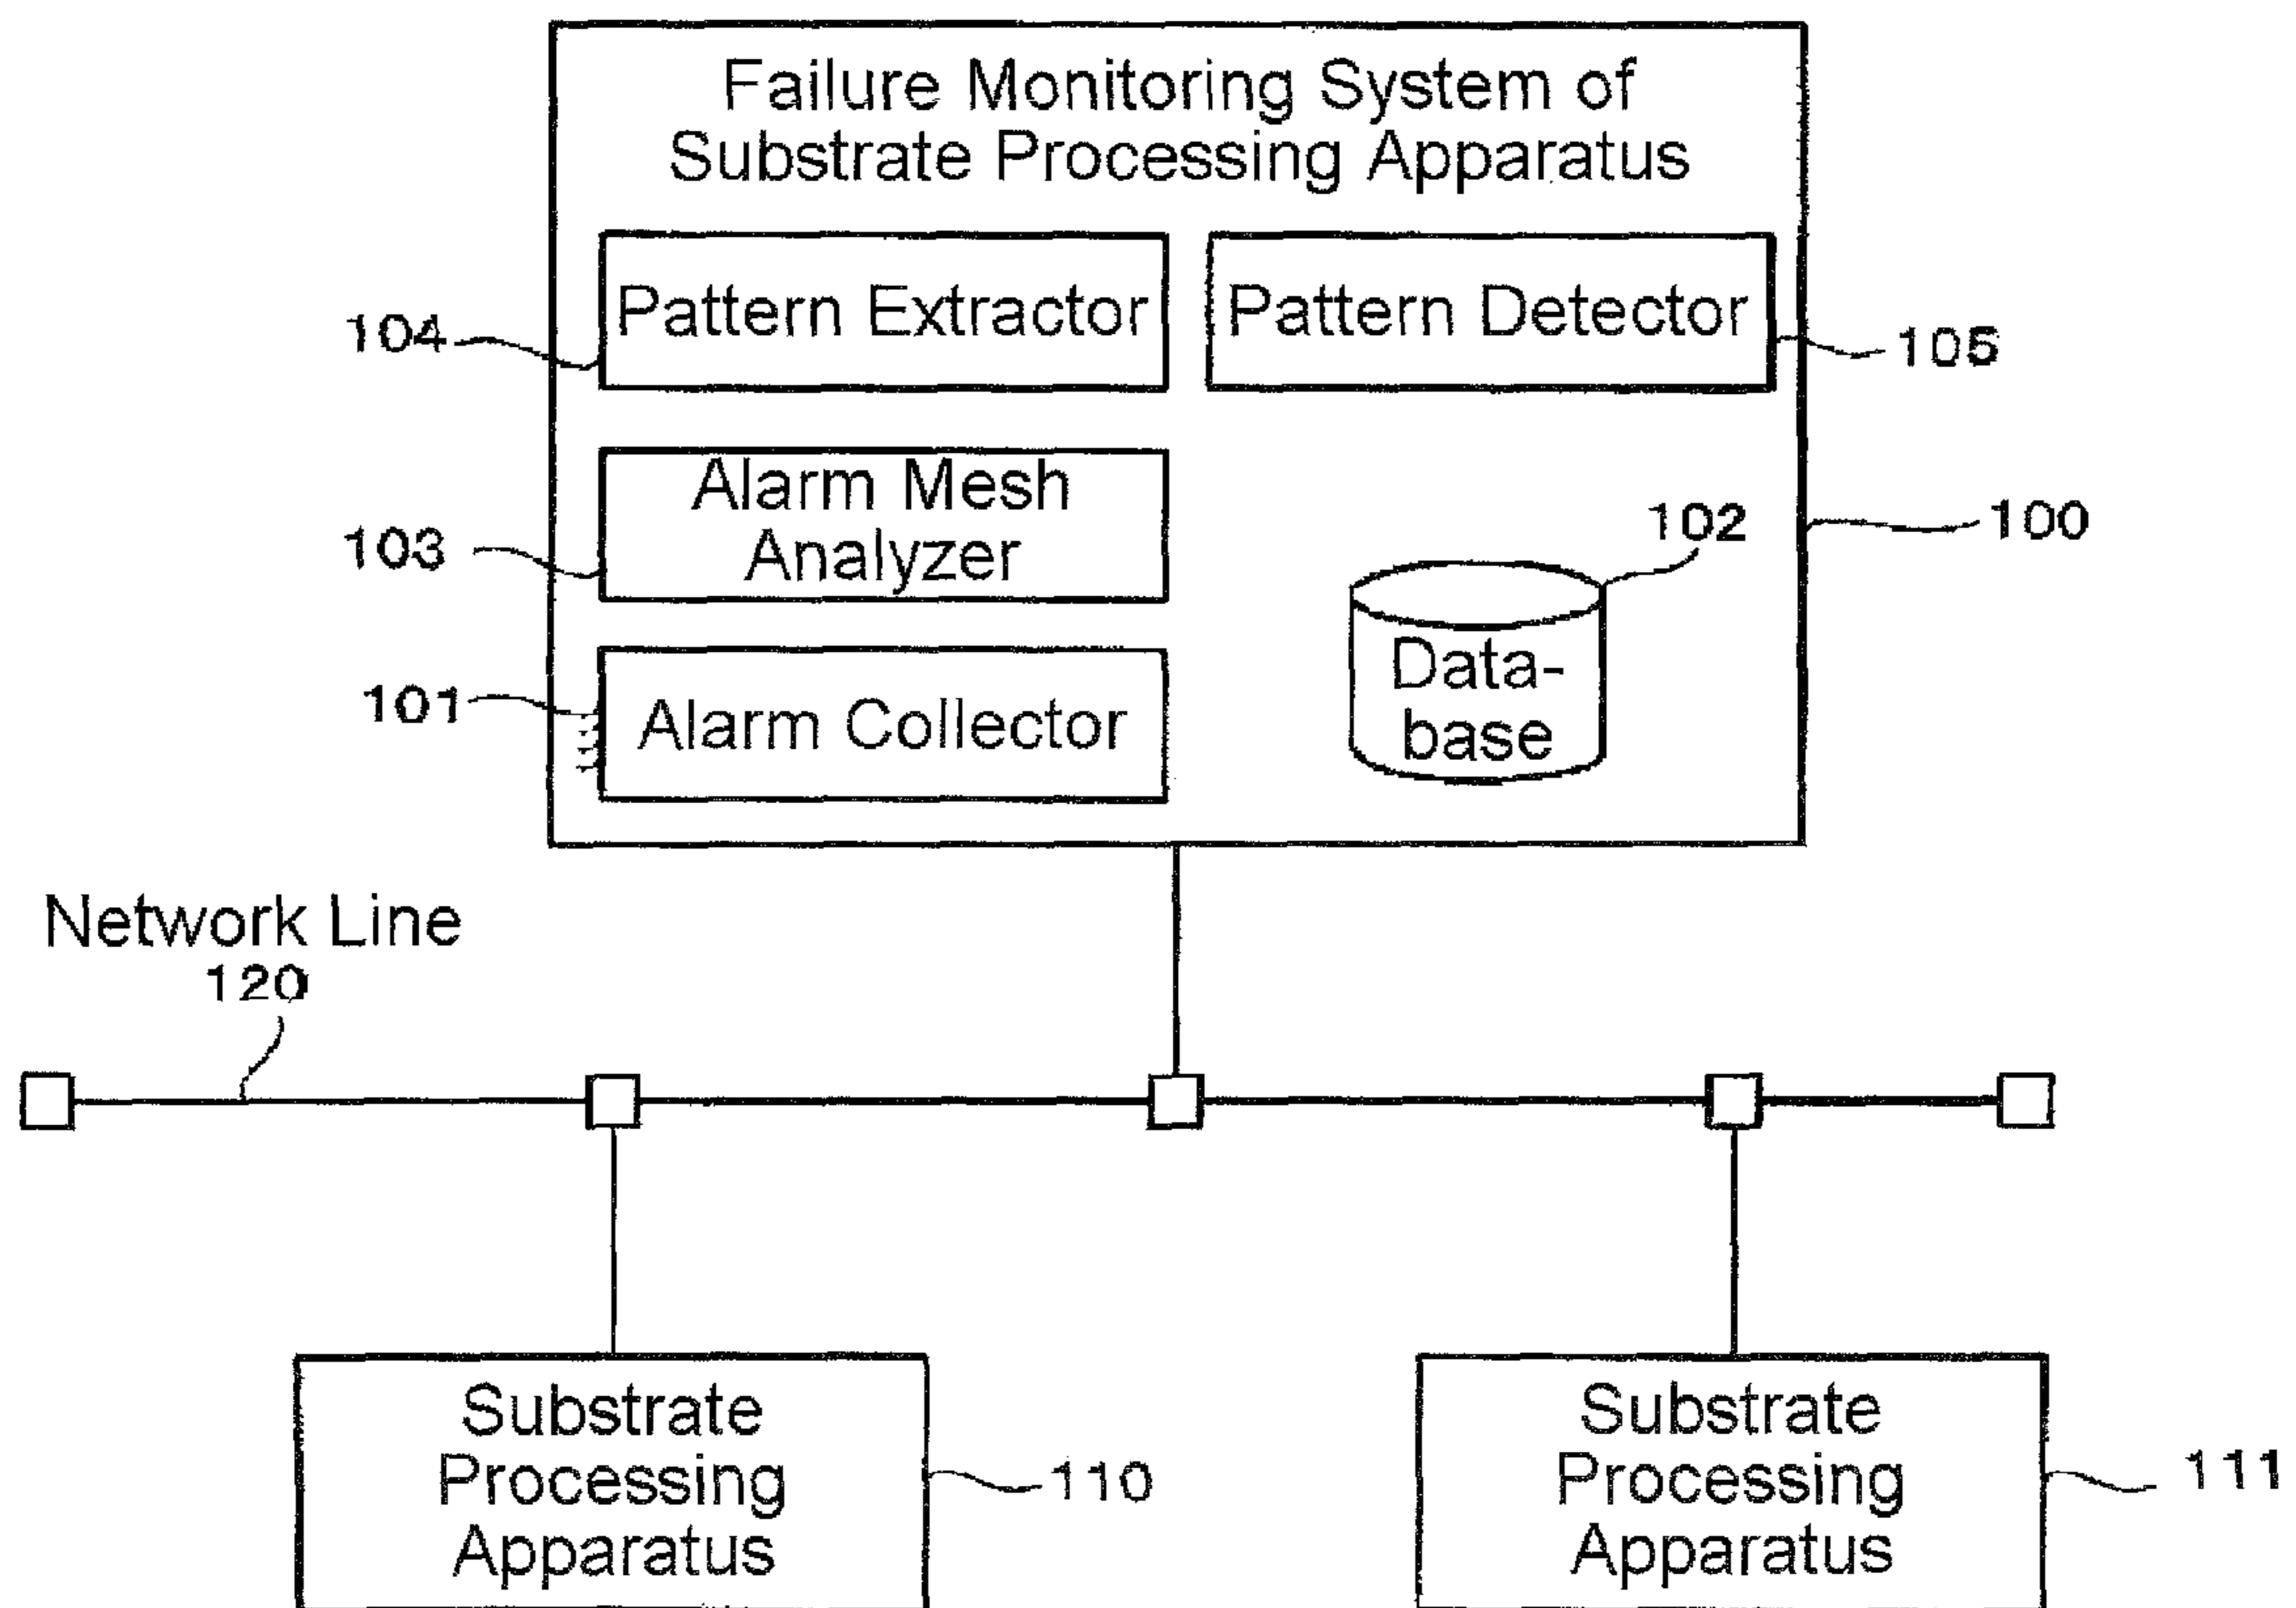 Failure Monitoring System of
Substrate Processing Apparatus
Pattern Extractor
Pattern Detector
104
105
Alarm Mesh
Analyzer
103
102
100
Data-
base
101
Alarm Collector
Network Line
120
Substrate
Processing
Apparatus
110
Substrate
Processing
Apparatus
111